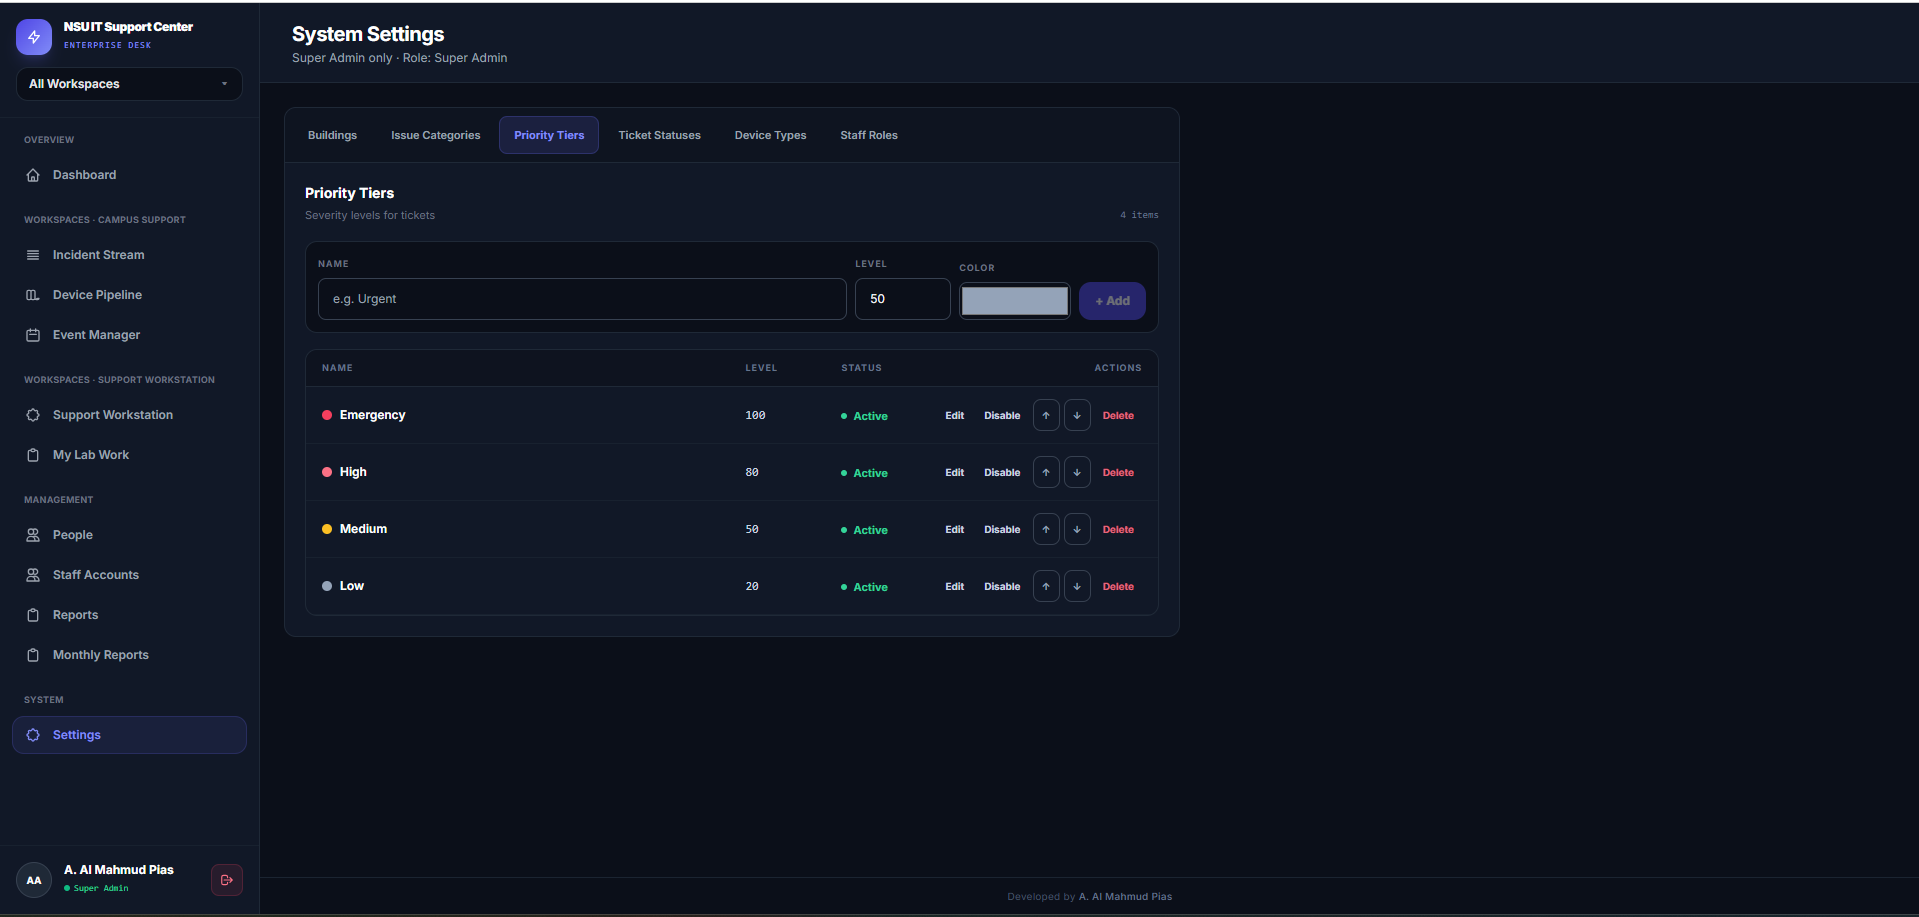 NSU IT Support Center
ENTERPRISE DESK
All Workspaces
OVERVIEW
Dashboard
WORKSPACES · CAMPUS SUPPORT
Incident Stream
Device Pipeline
Event Manager
WORKSPACES · SUPPORT WORKSTATION
Support Workstation
My Lab Work
MANAGEMENT
People
Staff Accounts
Reports
Monthly Reports
SYSTEM
Settings
AA
A. Al Mahmud Pias
Super Admin
System Settings
Super Admin only · Role: Super Admin
Buildings Issue Categories Priority Tiers Ticket Statuses Device Types Staff Roles
Priority Tiers
Severity levels for tickets
4 items
NAME LEVEL COLOR
e.g. Urgent 50 + Add
NAME LEVEL STATUS ACTIONS
Emergency 100 Active Edit Disable ↑ ↓ Delete
High 80 Active Edit Disable ↑ ↓ Delete
Medium 50 Active Edit Disable ↑ ↓ Delete
Low 20 Active Edit Disable ↑ ↓ Delete
Developed by A. Al Mahmud Pias